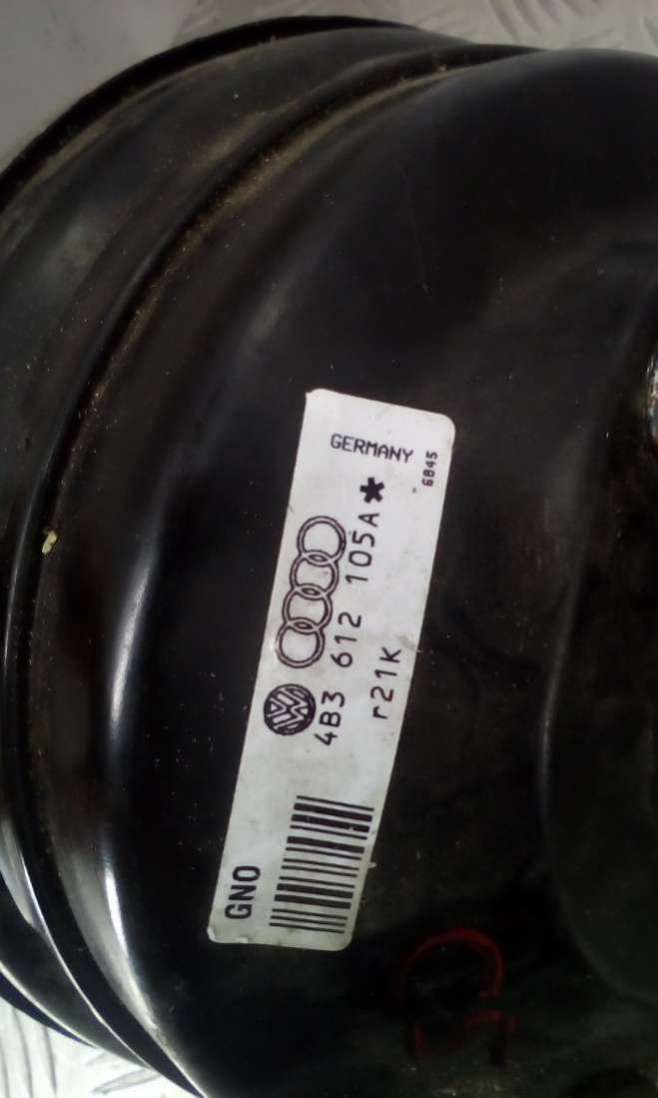 GERMANY
6845
4B3 612 105A*
r21K
GNO